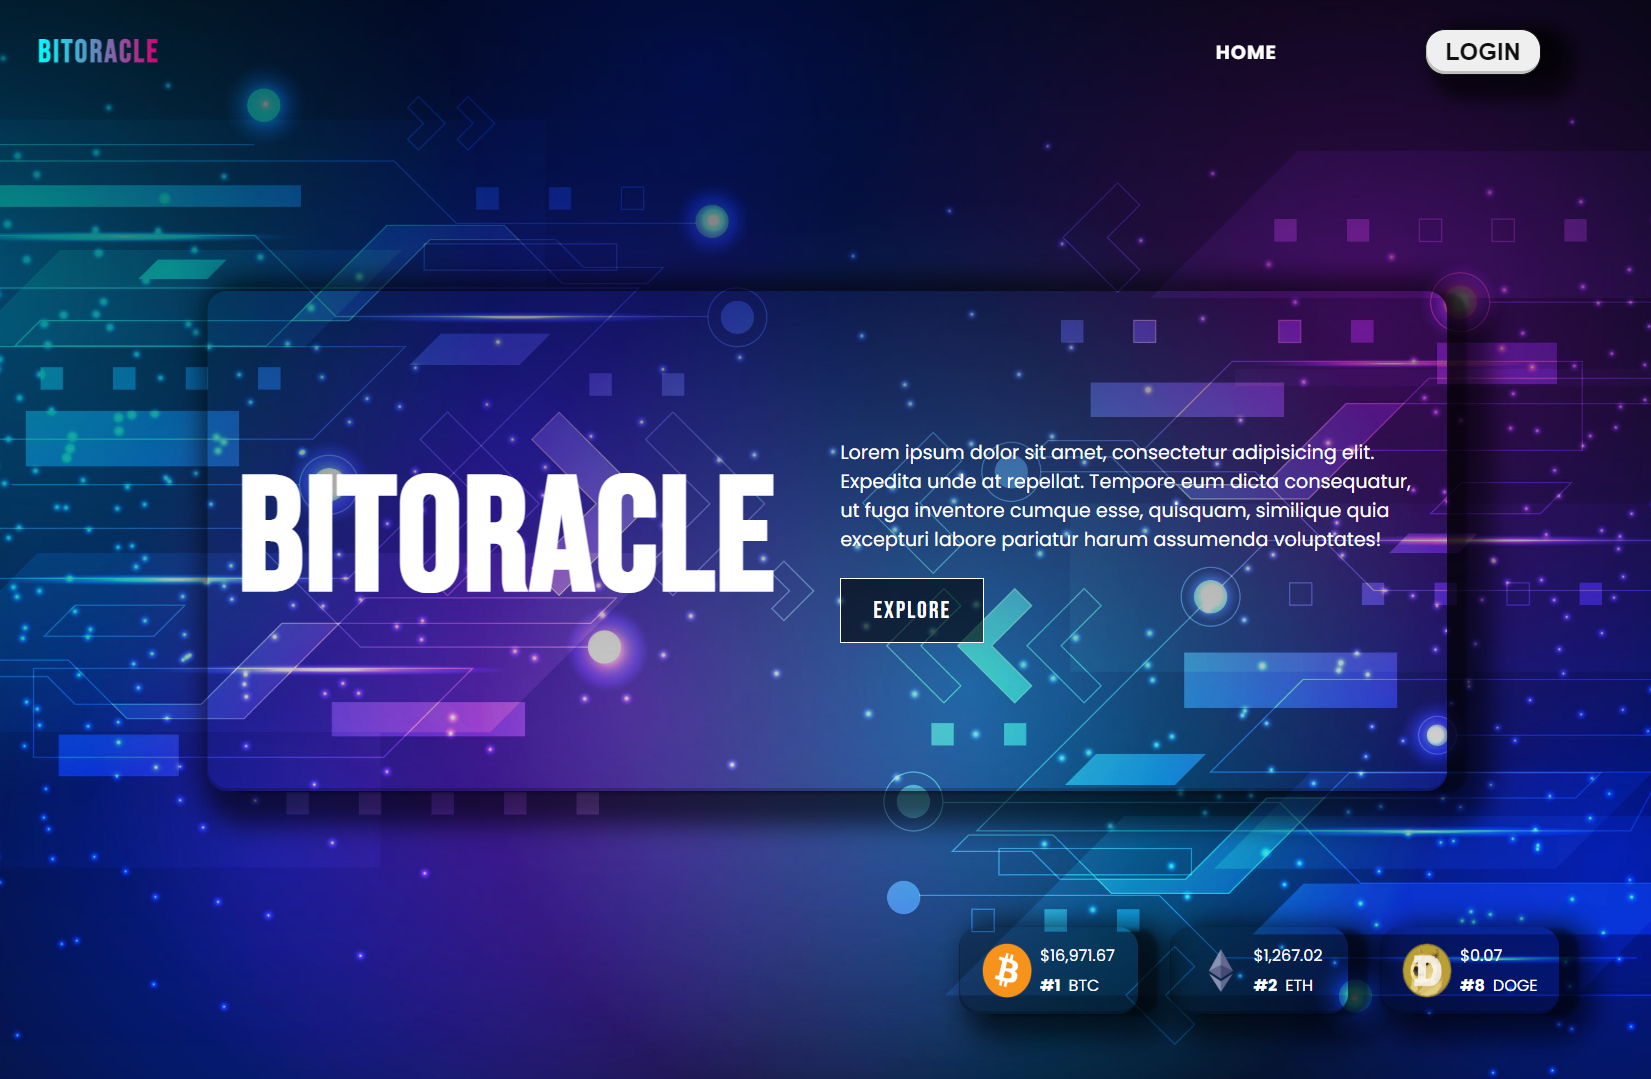 BITORACLE
HOME
LOGIN
BITORACLE
Lorem ipsum dolor sit amet, consectetur adipisicing elit.
Expedita unde at repellat. Tempore eum dicta consequatur,
ut fuga inventore cumque esse, quisquam, similique quia
excepturi labore pariatur harum assumenda voluptates!
EXPLORE
$16,971.67
#1 BTC
$1,267.02
#2 ETH
$0.07
#8 DOGE